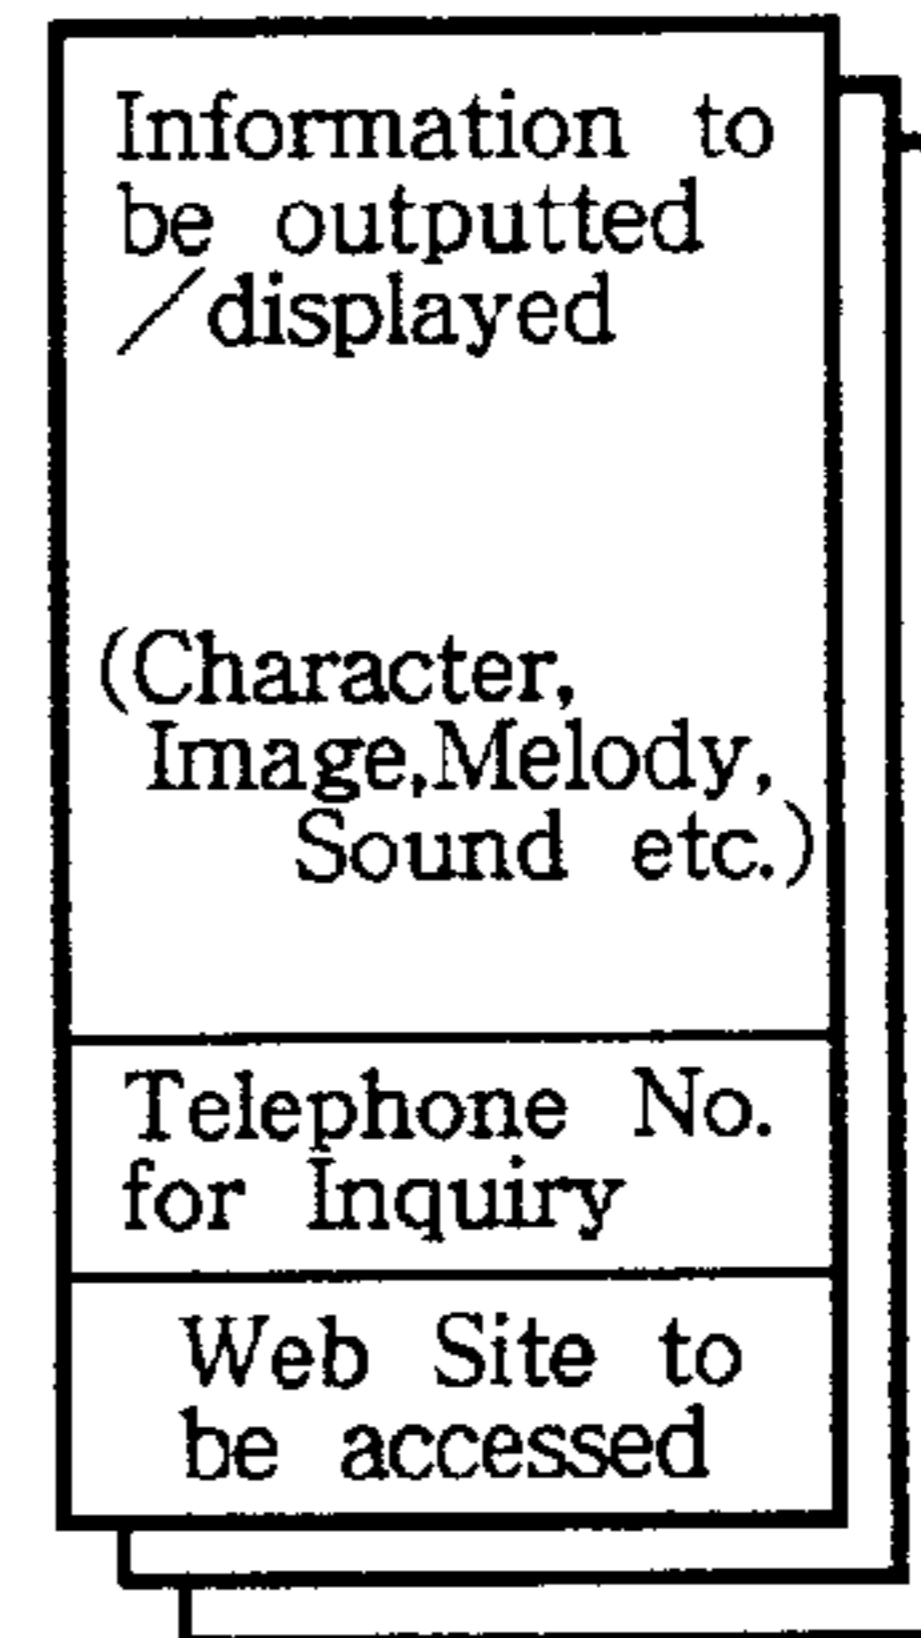 Information to
be outputted
/displayed
(Character,
Image,Melody,
Sound etc.)
Telephone No.
for Inquiry
Web Site to
be accessed